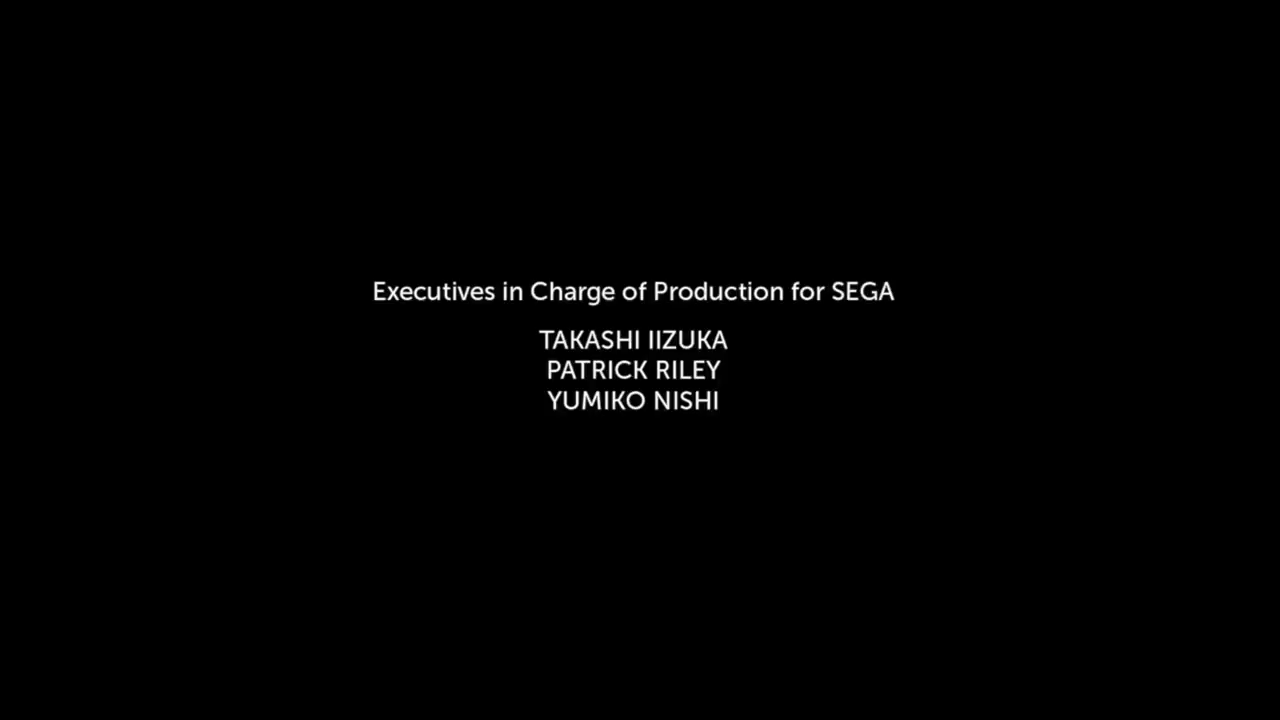 Executives in Charge of Production for SEGA
TAKASHI IIZUKA
PATRICK RILEY
YUMIKO NISHI